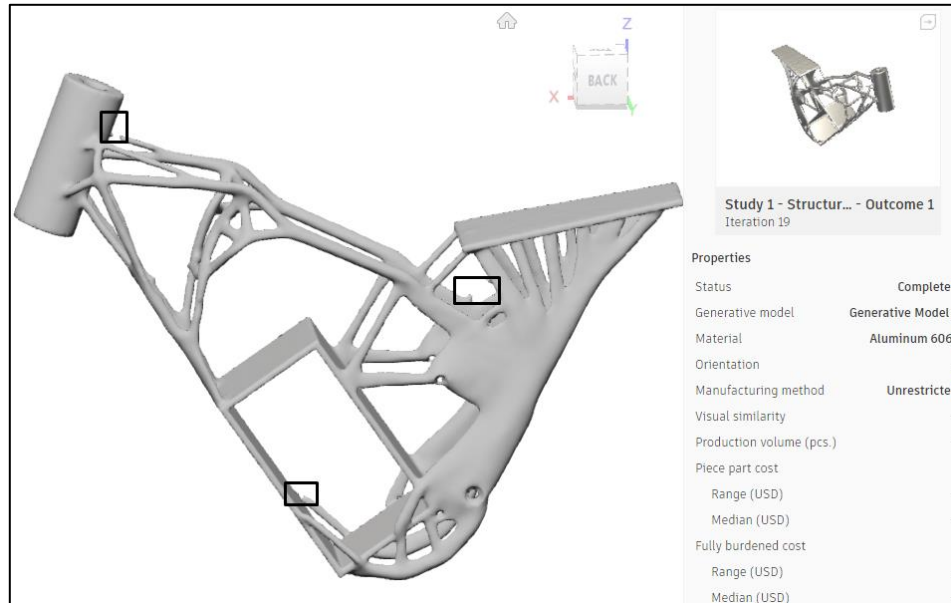 Z
BACK
X
Y
Study 1 - Structur... - Outcome 1
Iteration 19
Properties
Status Complete
Generative model Generative Model
Material Aluminum 606
Orientation
Manufacturing method Unrestricte
Visual similarity
Production volume (pcs.)
Piece part cost
Range (USD)
Median (USD)
Fully burdened cost
Range (USD)
Median (USD)